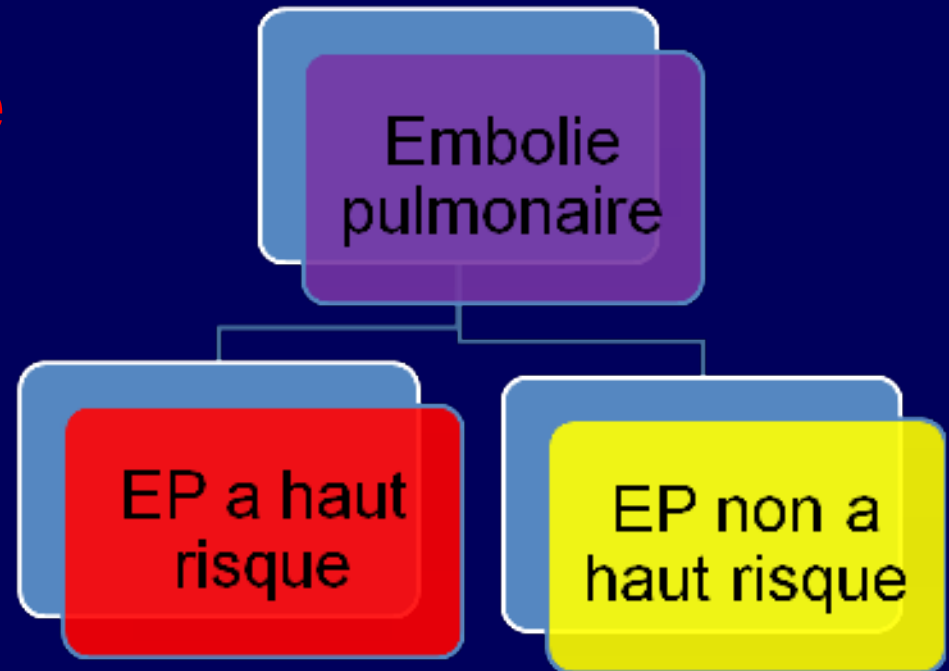 Embolie
pulmonaire
EP a haut
risque
EP non a
haut risque